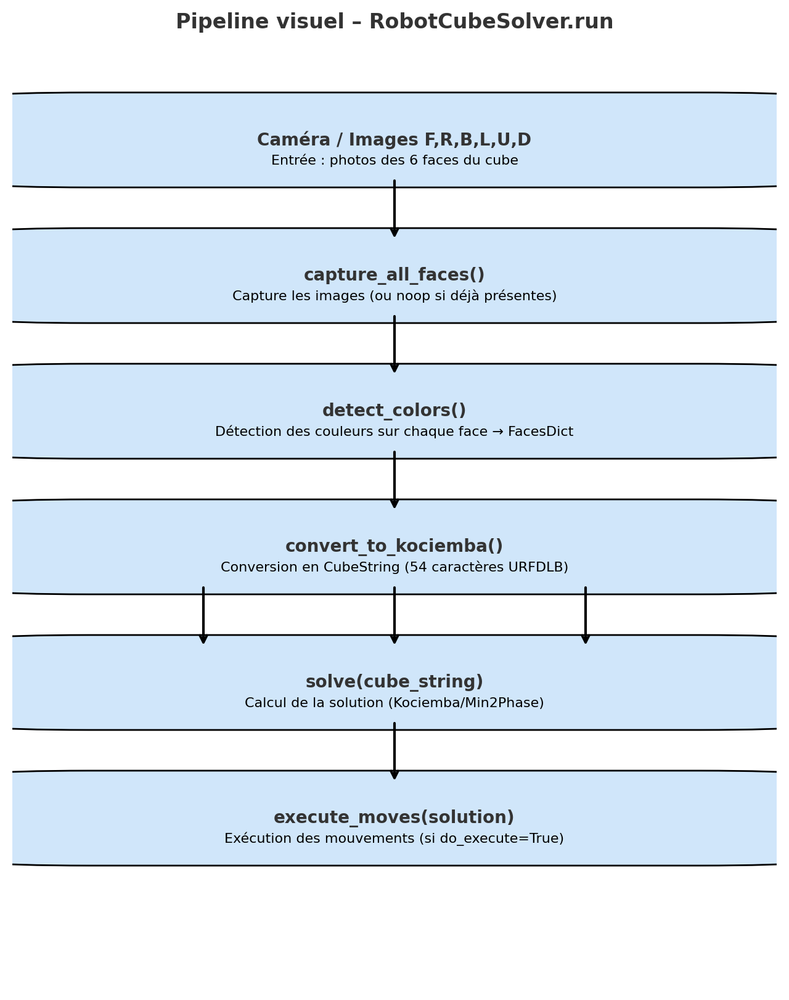 Pipeline visuel – RobotCubeSolver.run
Caméra / Images F,R,B,L,U,D
Entrée : photos des 6 faces du cube
capture_all_faces()
Capture les images (ou noop si déjà présentes)
detect_colors()
Détection des couleurs sur chaque face → FacesDict
convert_to_kociemba()
Conversion en CubeString (54 caractères URFDLB)
solve(cube_string)
Calcul de la solution (Kociemba/Min2Phase)
execute_moves(solution)
Exécution des mouvements (si do_execute=True)